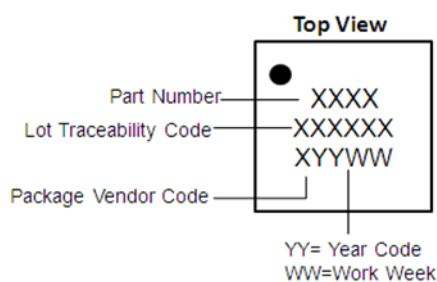 Top View
Part Number
XXXX
Lot Traceability Code
XXXXXX
XYYWW
Package Vendor Code
YY= Year Code
WW=Work Week